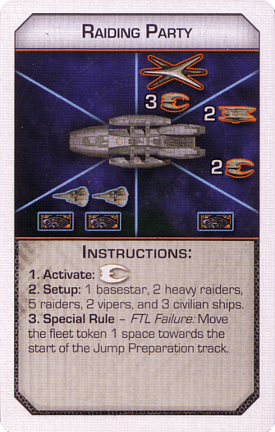 RAIDING PARTY
3
2
2
INSTRUCTIONS:
1. Activate:
2. Setup: 1 basestar, 2 heavy raiders,
5 raiders, 2 vipers, and 3 civilian ships.
3. Special Rule – FTL Failure: Move
the fleet token 1 space towards the
start of the Jump Preparation track.